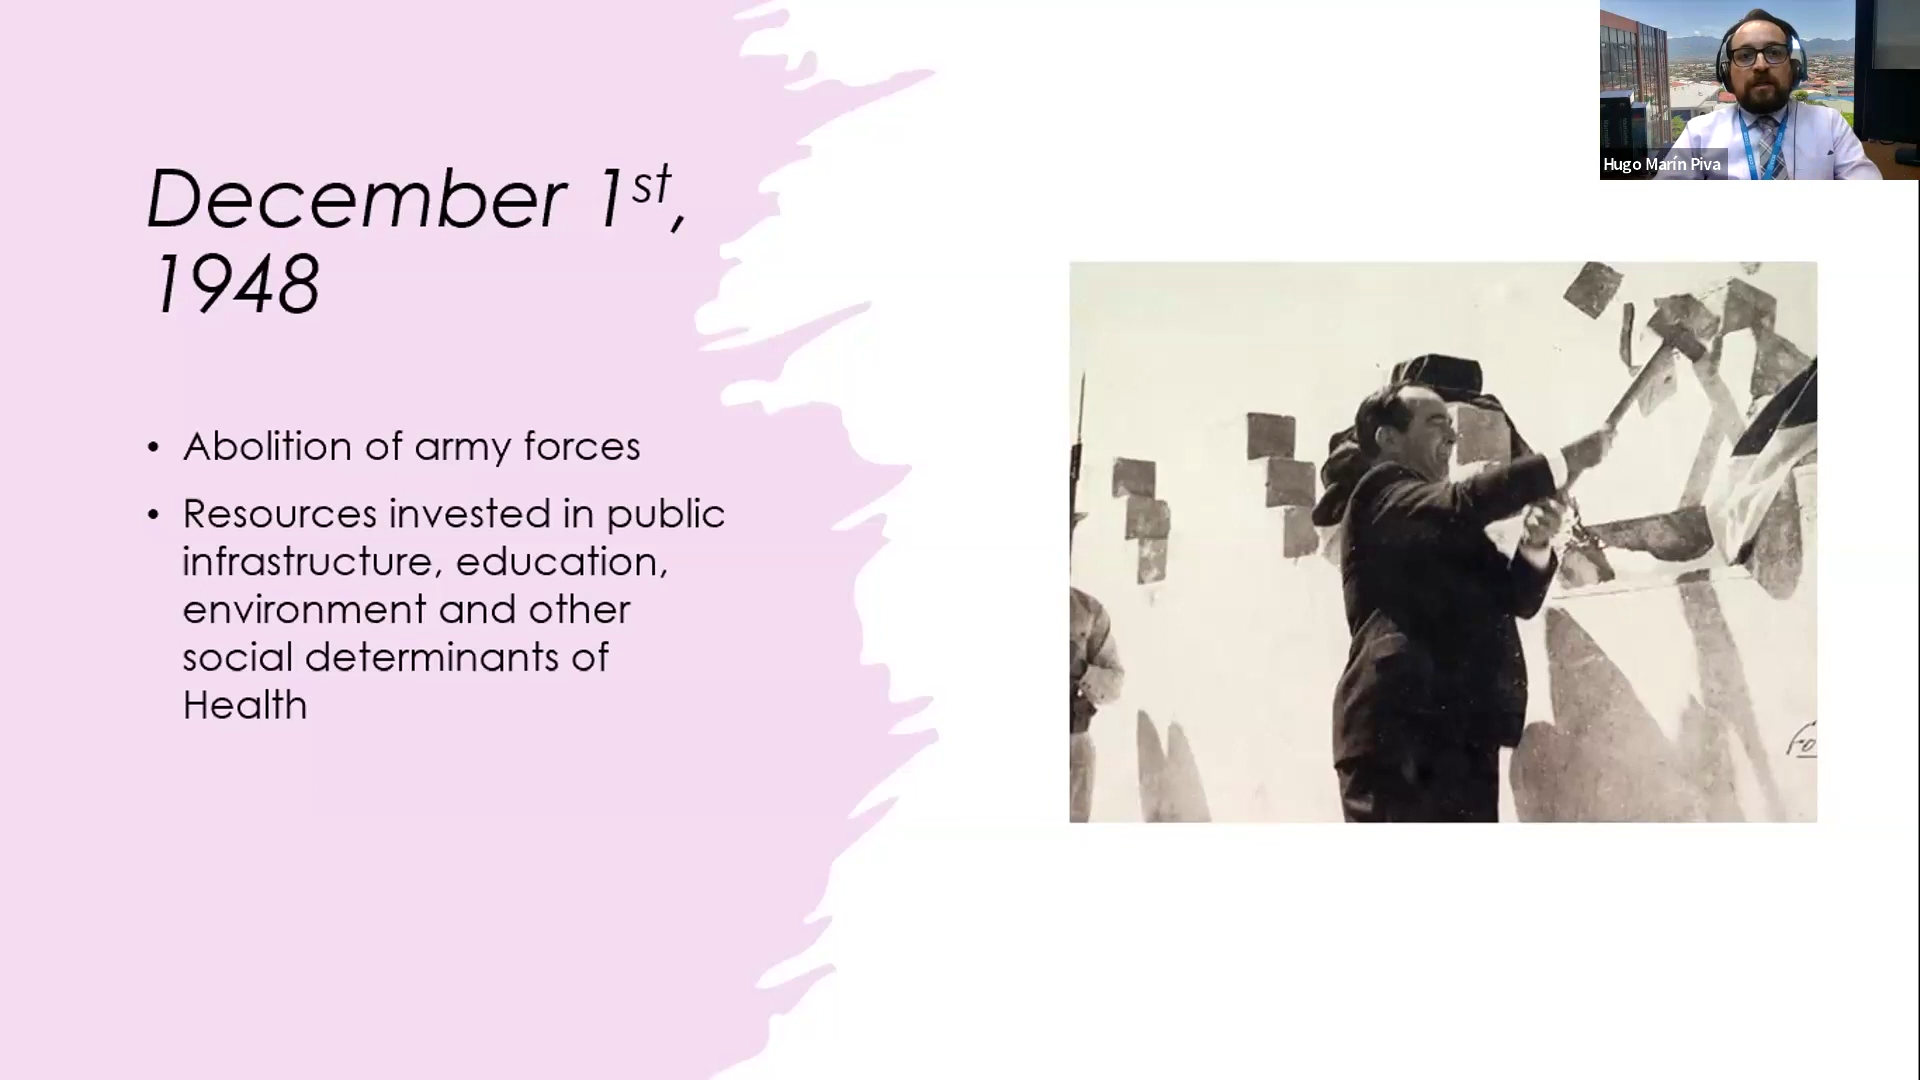 Hugo Marín Piva
December 1st,
1948
• Abolition of army forces
• Resources invested in public
infrastructure, education,
environment and other
social determinants of
Health